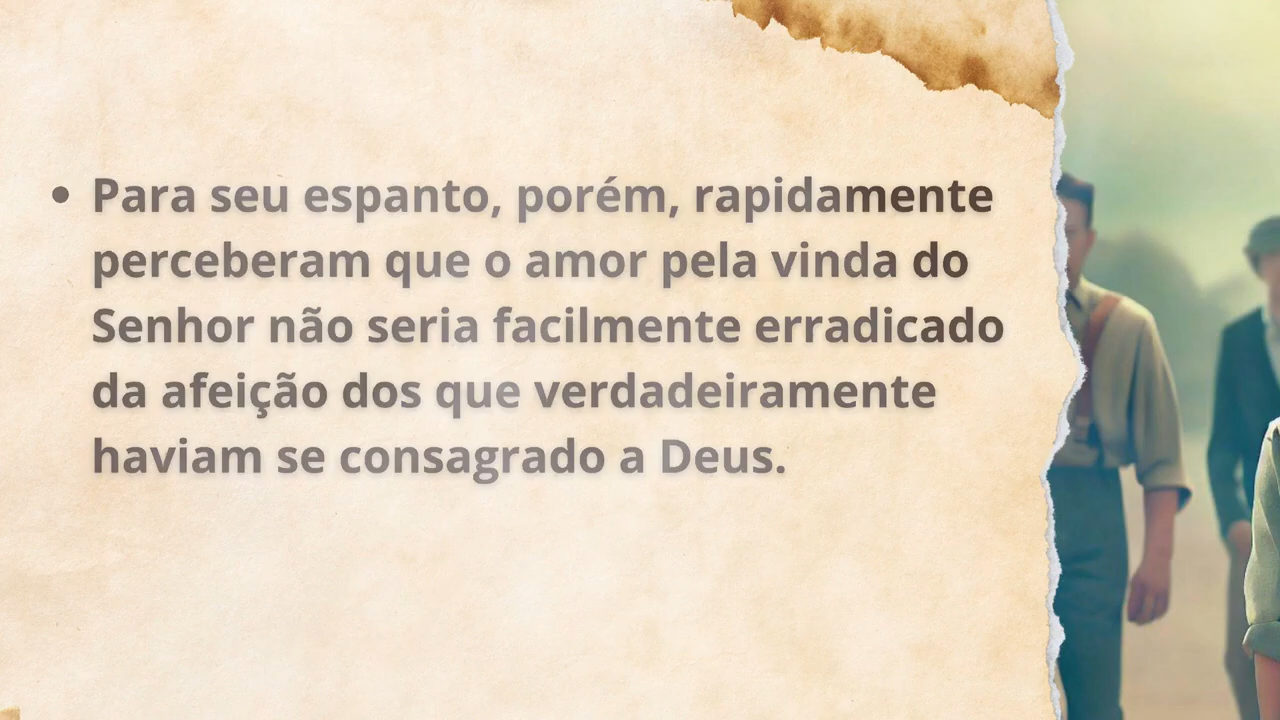 • Para seu espanto, porém, rapidamente
perceberam que o amor pela vinda do
Senhor não seria facilmente erradicado
da afeição dos que verdadeiramente
haviam se consagrado a Deus.